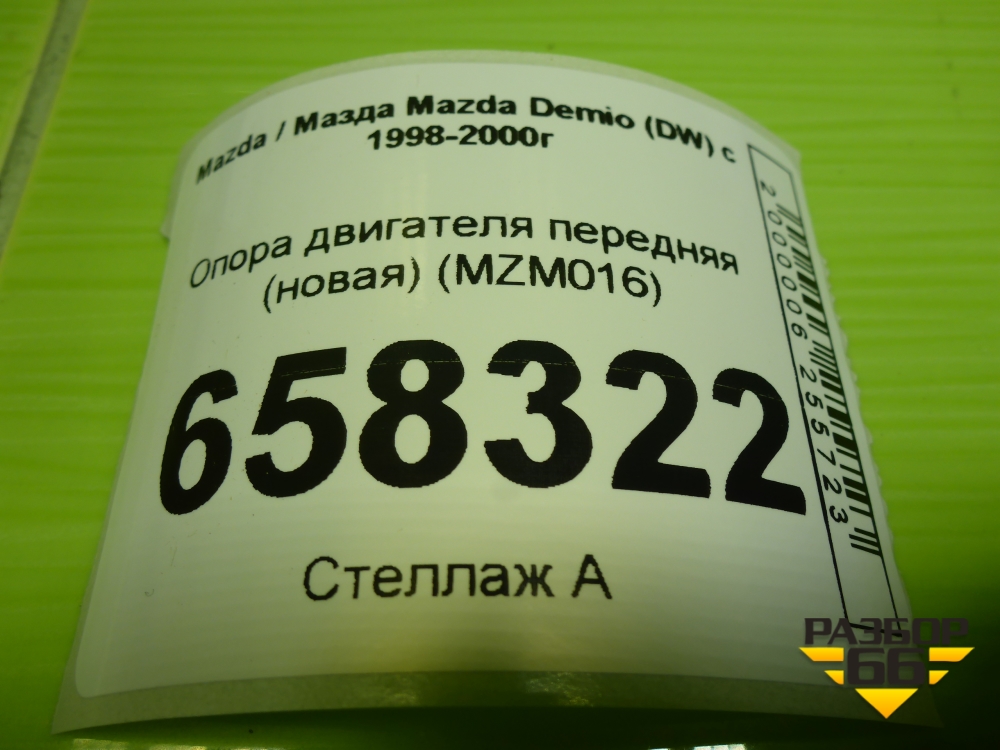 Mazda / Мазда Mazda Demio (DW) с
1998-2000г
Опора двигателя передняя
(новая) (MZM016)
658322
Стеллаж А
2000006255723
РАЗБОР
66